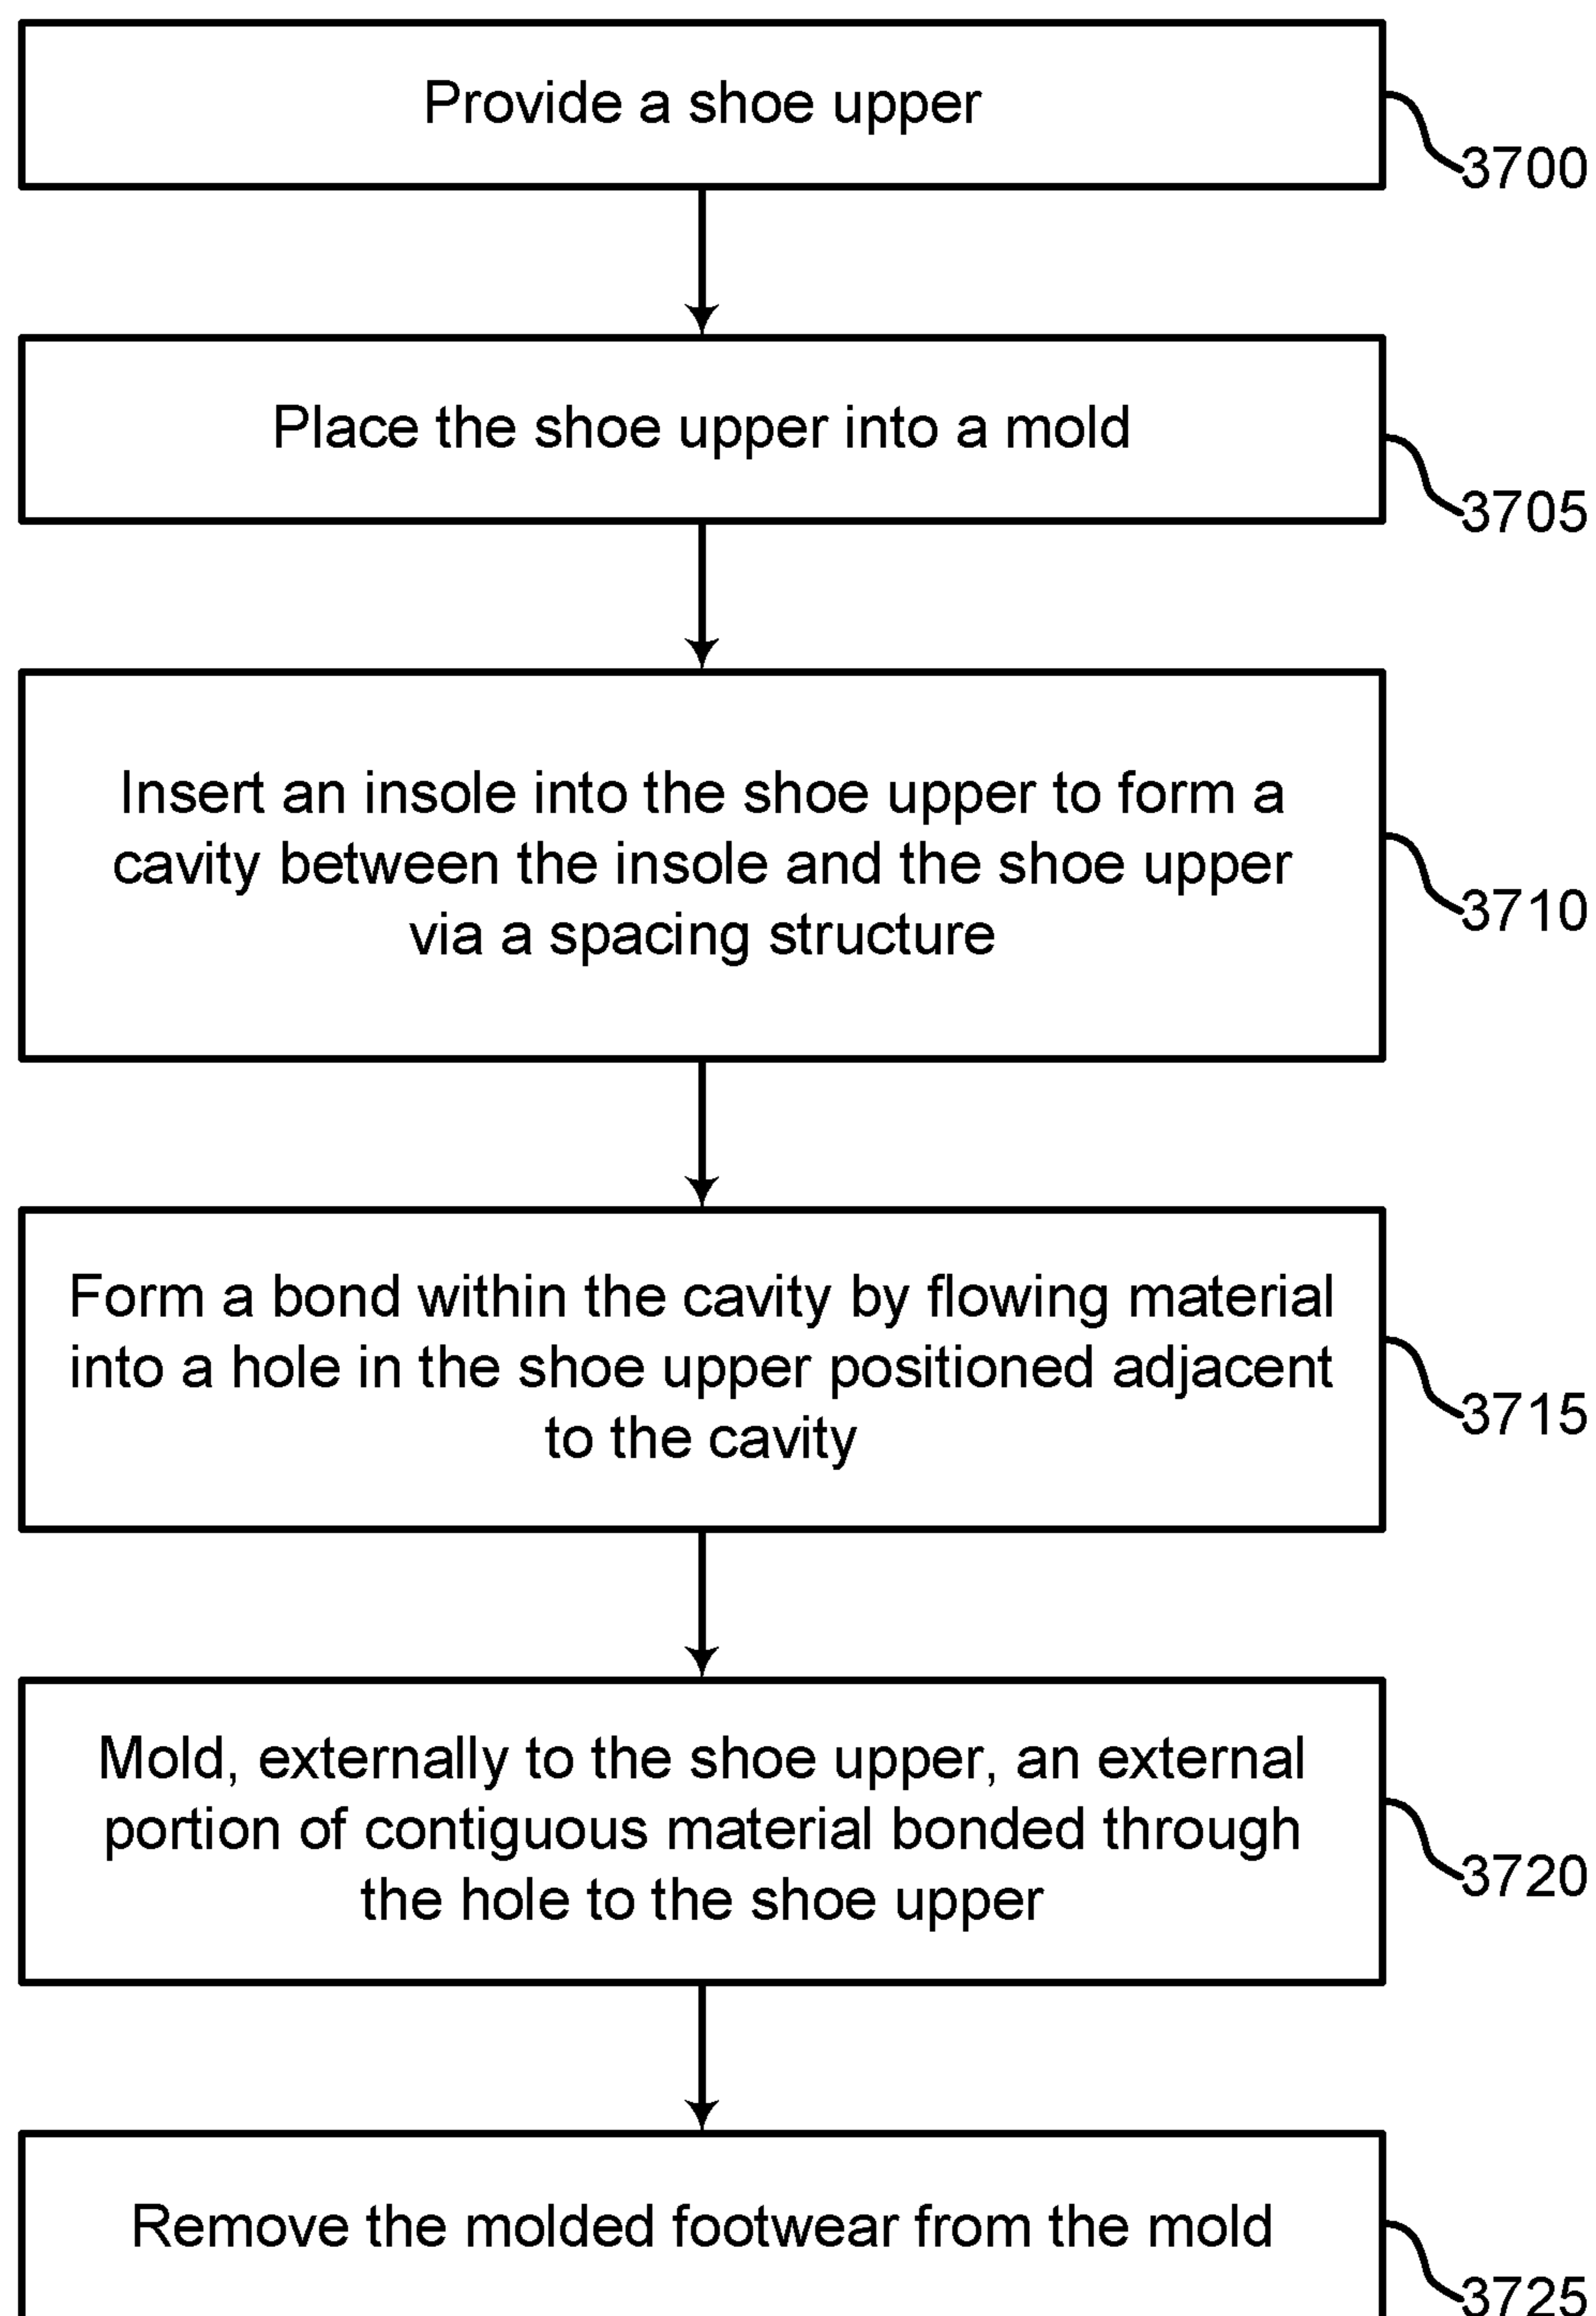 Provide a shoe upper
3700
Place the shoe upper into a mold
3705
Insert an insole into the shoe upper to form a
cavity between the insole and the shoe upper
via a spacing structure
3710
Form a bond within the cavity by flowing material
into a hole in the shoe upper positioned adjacent
to the cavity
3715
Mold, externally to the shoe upper, an external
portion of contiguous material bonded through
the hole to the shoe upper
3720
Remove the molded footwear from the mold
3725